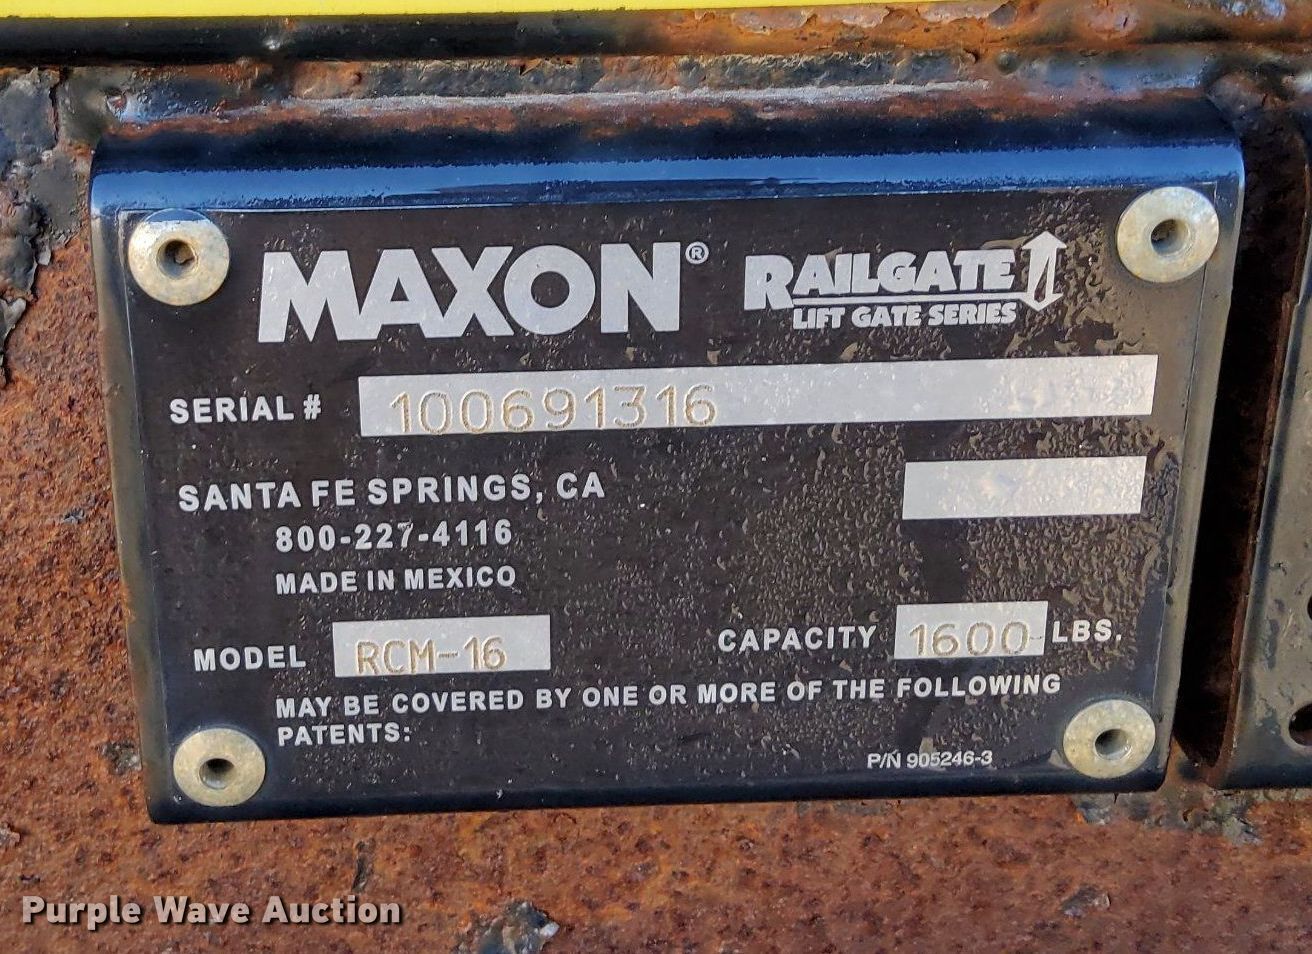 MAXON®
RAILGATE
LIFT GATE SERIES
SERIAL # 100691316
SANTA FE SPRINGS, CA
800-227-4116
MADE IN MEXICO
MODEL RCM-16
CAPACITY 1600 LBS.
MAY BE COVERED BY ONE OR MORE OF THE FOLLOWING
PATENTS:
P/N 905246-3
Purple Wave Auction